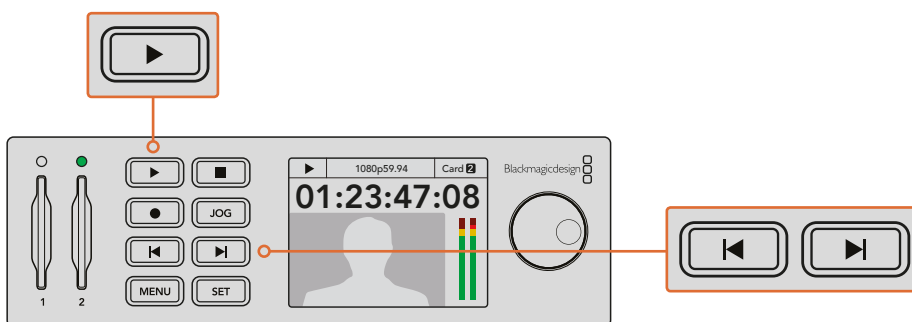 1080p59.94 Card 2
Blackmagicdesign
01:23:47:08
JOG
MENU SET
1 2